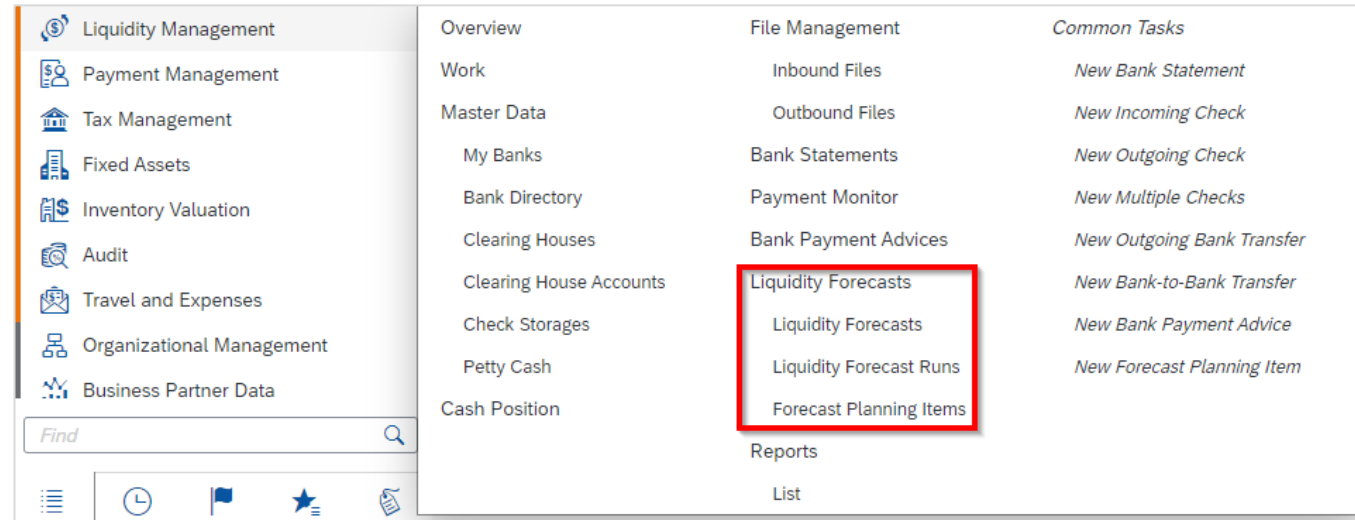 Liquidity Management
Payment Management
Tax Management
Fixed Assets
Inventory Valuation
Audit
Travel and Expenses
Organizational Management
Business Partner Data
Find
Overview
Work
Master Data
My Banks
Bank Directory
Clearing Houses
Clearing House Accounts
Check Storages
Petty Cash
Cash Position
File Management
Inbound Files
Outbound Files
Bank Statements
Payment Monitor
Bank Payment Advices
Liquidity Forecasts
Liquidity Forecasts
Liquidity Forecast Runs
Forecast Planning Items
Reports
List
Common Tasks
New Bank Statement
New Incoming Check
New Outgoing Check
New Multiple Checks
New Outgoing Bank Transfer
New Bank-to-Bank Transfer
New Bank Payment Advice
New Forecast Planning Item